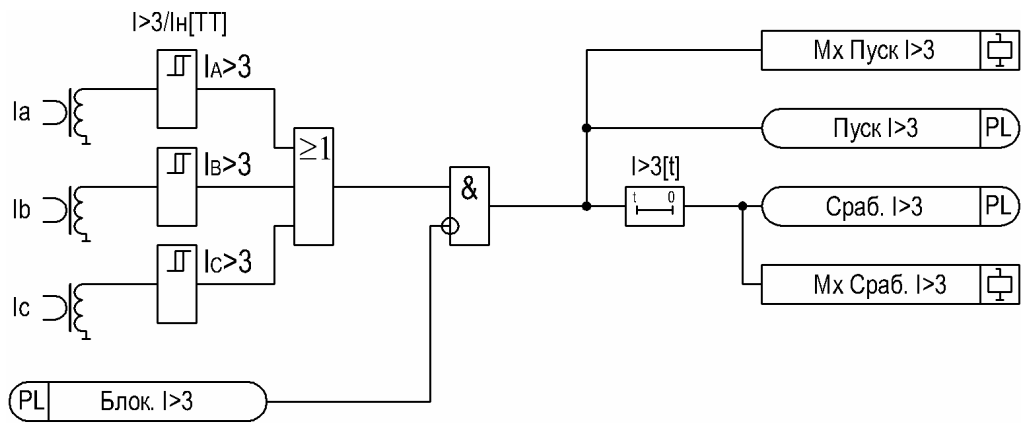 I>3/Iн[ТТ]
IA>3
Ia
IB>3
Ib
IC>3
Ic
≥1
&
I>3[t]
t 0
Мх Пуск I>3
Пуск I>3 PL
Сраб. I>3 PL
Мх Сраб. I>3
PL Блок. I>3